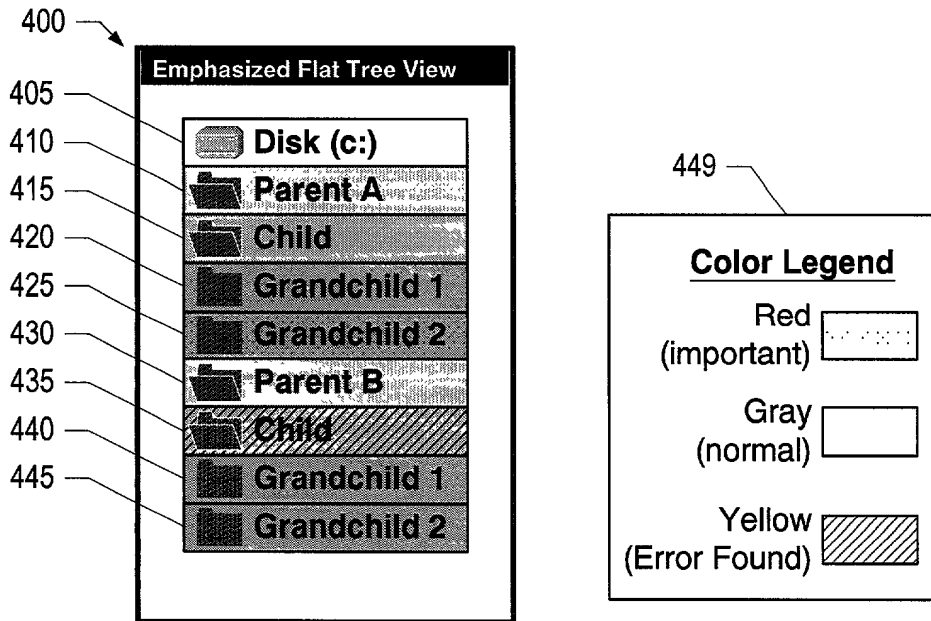 400
Emphasized Flat Tree View
405
Disk (c:)
410
Parent A
415
Child
420
Grandchild 1
425
Grandchild 2
430
Parent B
435
Child
440
Grandchild 1
445
Grandchild 2
449
Color Legend
Red
(important)
Gray
(normal)
Yellow
(Error Found)